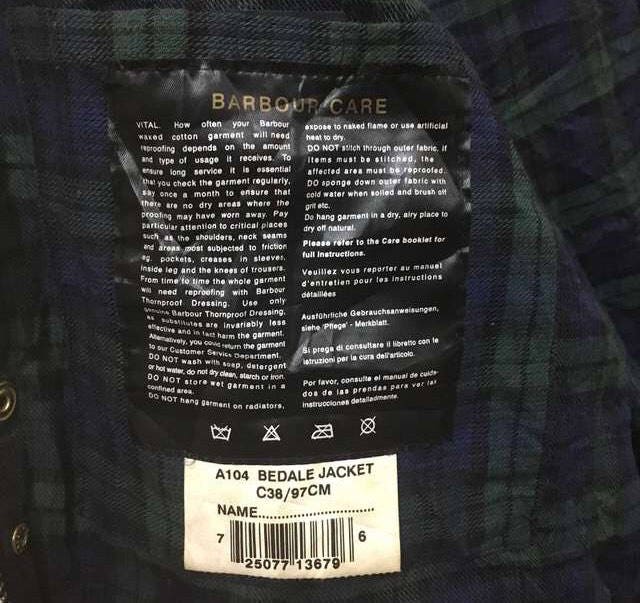 BARBOUR CARE
VITAL. How often your Barbour
waxed cotton garment will need
reproofing depends on the amount
and type of usage it receives. To
ensure long service it is essential
that you check the garment regularly,
say once a month to ensure that
there are no dry areas where the
proofing may have worn away. Pay
particular attention to critical places
such as the shoulders, neck seams
and areas most subjected to friction
eg. pockets, creases in sleeves.
inside leg and the knees of trousers.
From time to time the whole garment
will need reproofing with Barbour
Thornproof Dressing. Use only
genuine Barbour Thornproof Dressing,
as substitutes are invariably less
effective and in fact harm the garment.
Alternatively, you could return the garment
to our Customer Service Department.
DO NOT wash with soap, detergent
or hot water, do not dry clean, starch or iron.
DO NOT store wet garment in a
confined area.
DO NOT hang garment on radiators,
expose to naked flame or use artificial
heat to dry.
DO NOT stitch through outer fabric. If
items must be stitched, the
affected area must be reproofed.
DO sponge down outer fabric with
cold water when soiled and brush off
grit etc.
Do hang garment in a dry, airy place to
dry off natural.
Please refer to the Care booklet for
full instructions.
Veuillez vous reporter au manuel
d'entretien pour les instructions
détaillées
Ausführliche Gebrauchsanweisungen,
siehe 'Pflege' - Merkblatt.
Si prega di consultare il libretto con le
istruzioni per la cura dell'articolo.
Por favor, consulte el manual de cuida-
dos de las prendas para ver las
instrucciones detalladmente.
A104 BEDALE JACKET
C38/97CM
NAME..............................
7 25077 13679 6